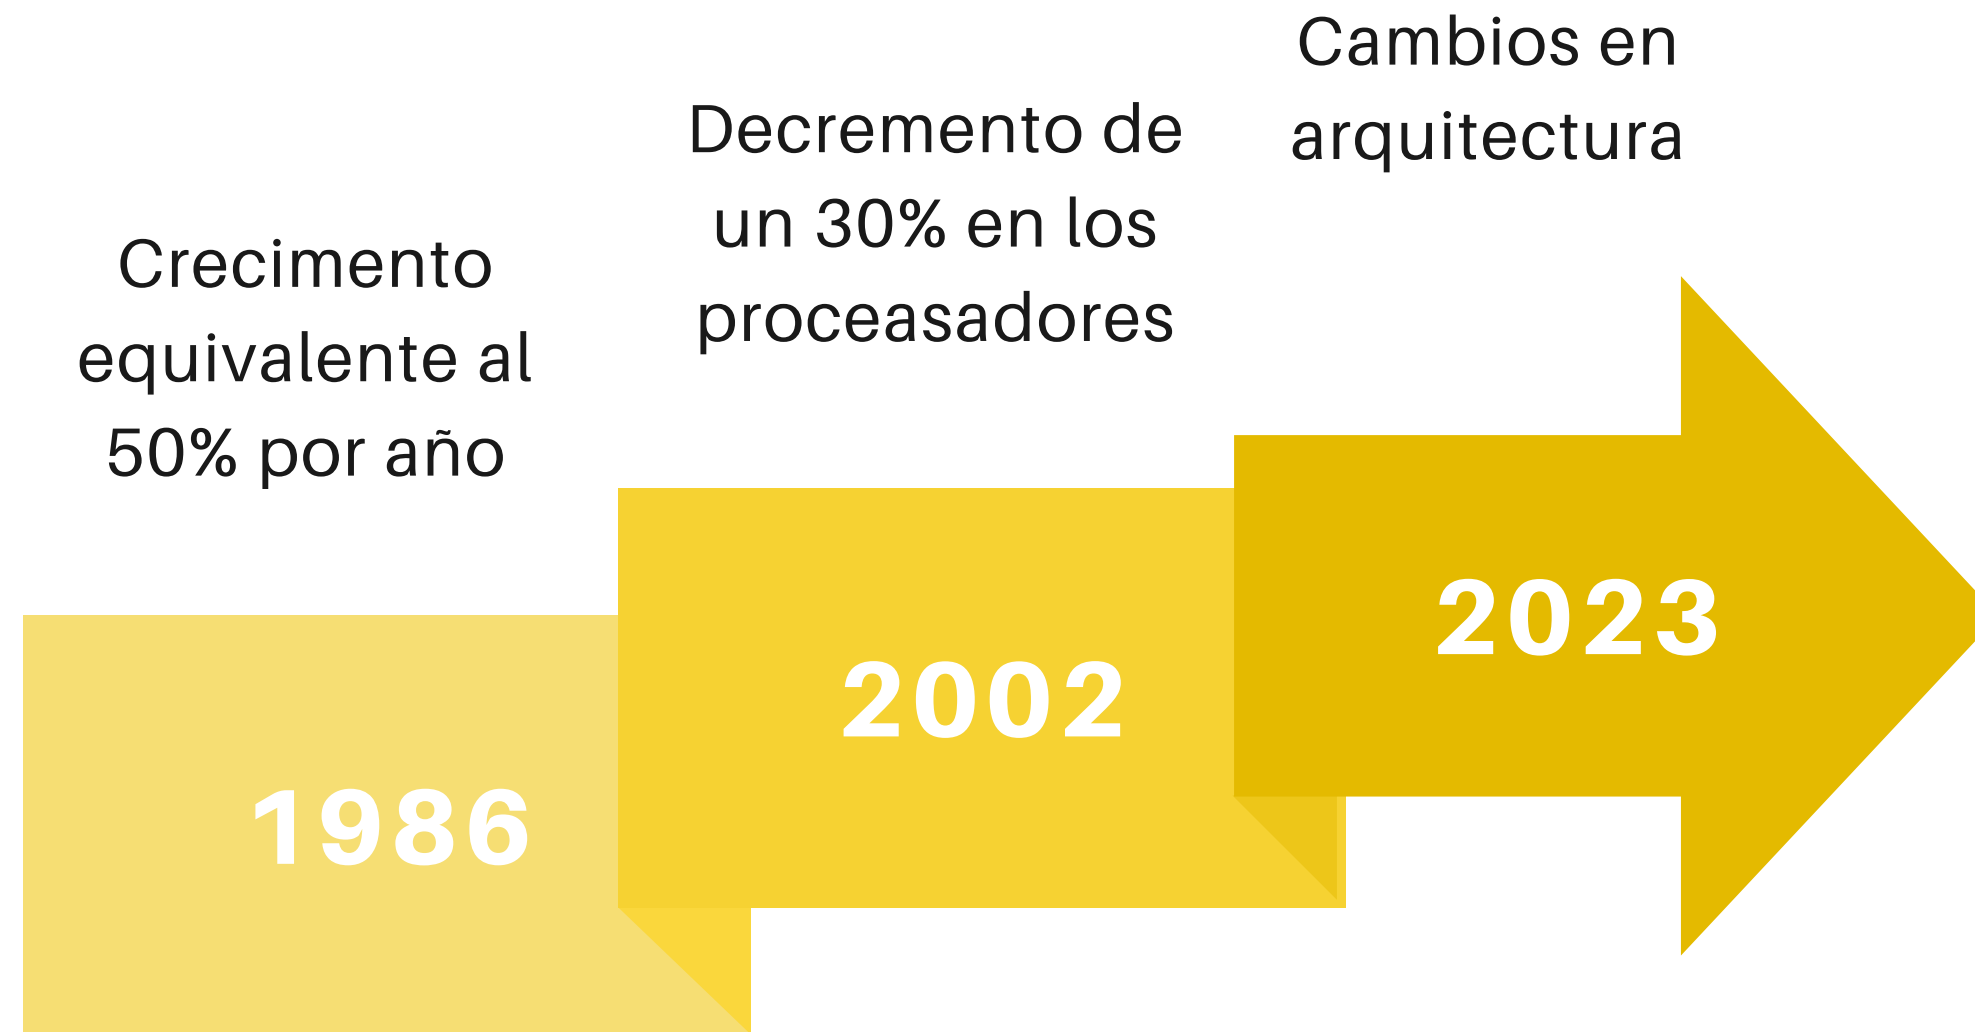 Crecimento
equivalente al
50% por año
1986
Decremento de
un 30% en los
proceasadores
2002
Cambios en
arquitectura
2023